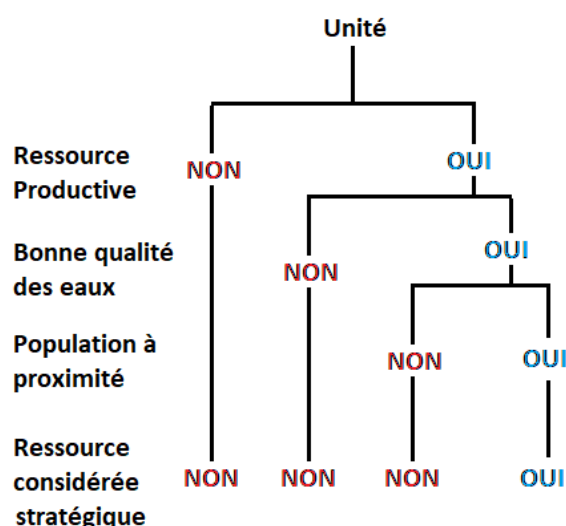 Unité
Ressource
Productive
NON
OUI
Bonne qualité
des eaux
NON
OUI
Population à
proximité
NON
OUI
Ressource
considérée
stratégique
NON
NON
NON
OUI